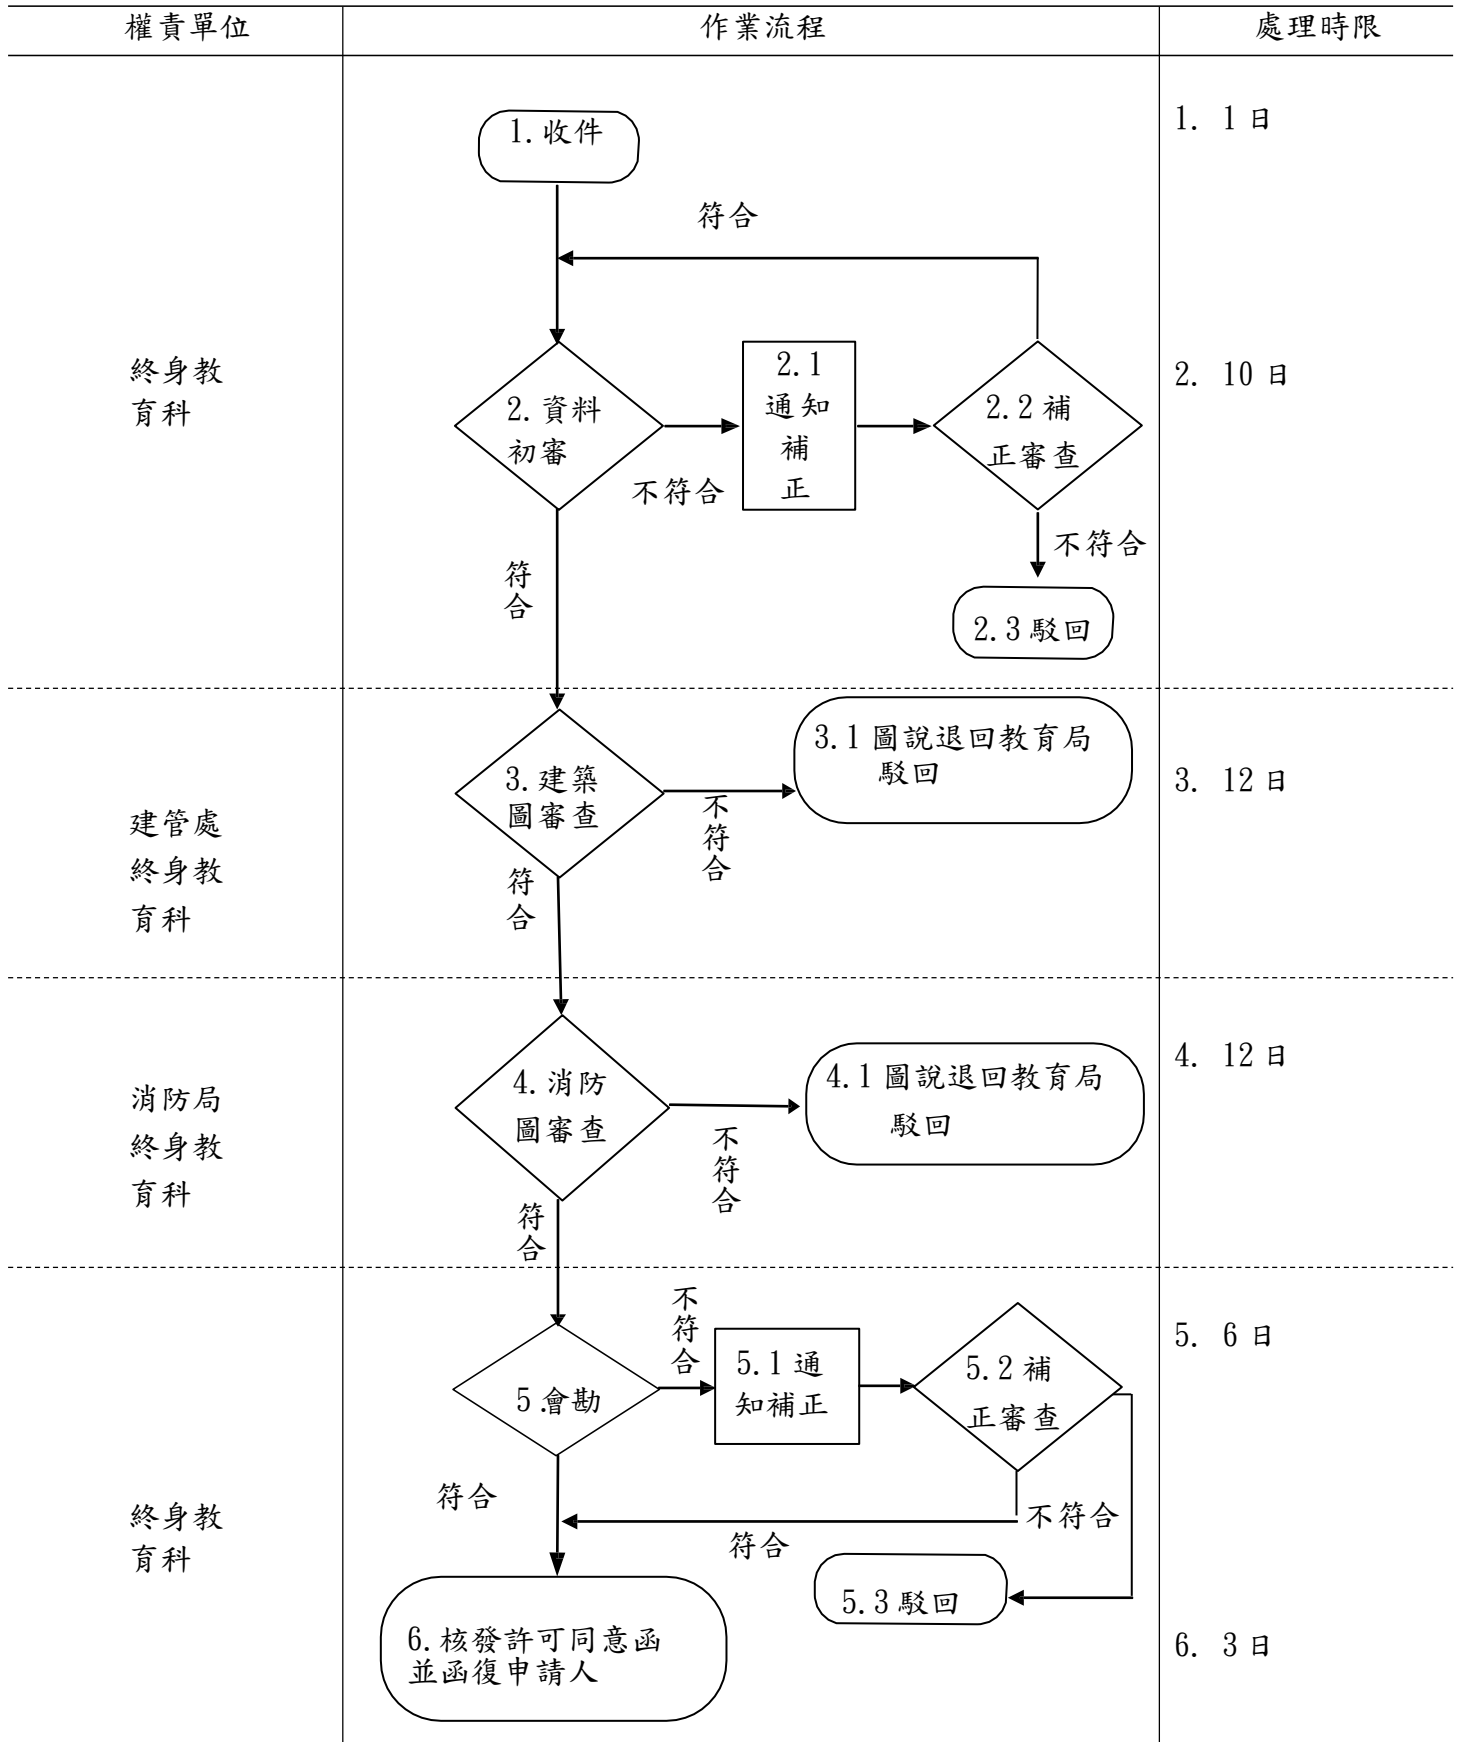 權責單位
作業流程
處理時限
1.收件
1. 1日
符合
終身教
育科
2.資料
初審
不符合
2.1
通知
補
正
2.2補
正審查
2. 10日
不符合
符
合
2.3駁回
建管處
終身教
育科
3.建築
圖審查
不
符
合
3.1圖說退回教育局
駁回
3. 12日
符
合
消防局
終身教
育科
4.消防
圖審查
不
符
合
4.1圖說退回教育局
駁回
4. 12日
符
合
終身教
育科
5.會勘
不
符
合
5.1通
知補正
5.2補
正審查
5. 6日
符合
符合
不符合
5.3駁回
6.核發許可同意函
並函復申請人
6. 3日